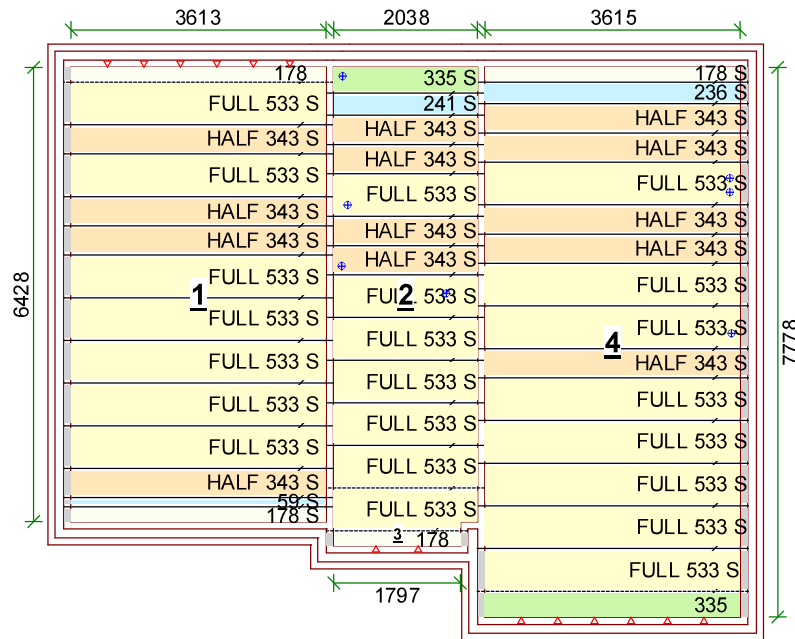 3613 2038 3615
178 335 S 178 S
241 S 236 S
FULL 533 S HALF 343 S HALF 343 S
HALF 343 S HALF 343 S HALF 343 S
FULL 533 S FULL 533 S FULL 533 S
HALF 343 S HALF 343 S HALF 343 S
HALF 343 S HALF 343 S HALF 343 S
FULL 533 S FULL 533 S FULL 533 S
6428 1 2 4 7778
FULL 533 S FULL 533 S FULL 533 S
FULL 533 S FULL 533 S HALF 343 S
FULL 533 S FULL 533 S FULL 533 S
FULL 533 S FULL 533 S FULL 533 S
HALF 343 S FULL 533 S FULL 533 S
59 S
178 S 3 178 FULL 533 S
FULL 533 S
1797 335